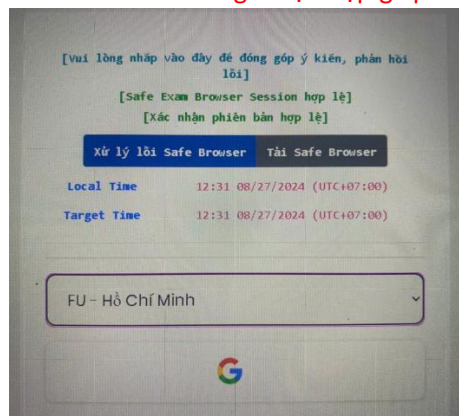 [Vui lòng nhấp vào đây để đóng góp ý kiến, phản hồi
lỗi]
[Safe Exam Browser Session hợp lệ]
[Xác nhận phiên bản hợp lệ]
Xử lý lỗi Safe Browser Tải Safe Browser
Local Time 12:31 08/27/2024 (UTC+07:00)
Target Time 12:31 08/27/2024 (UTC+07:00)
FU - Hồ Chí Minh
G